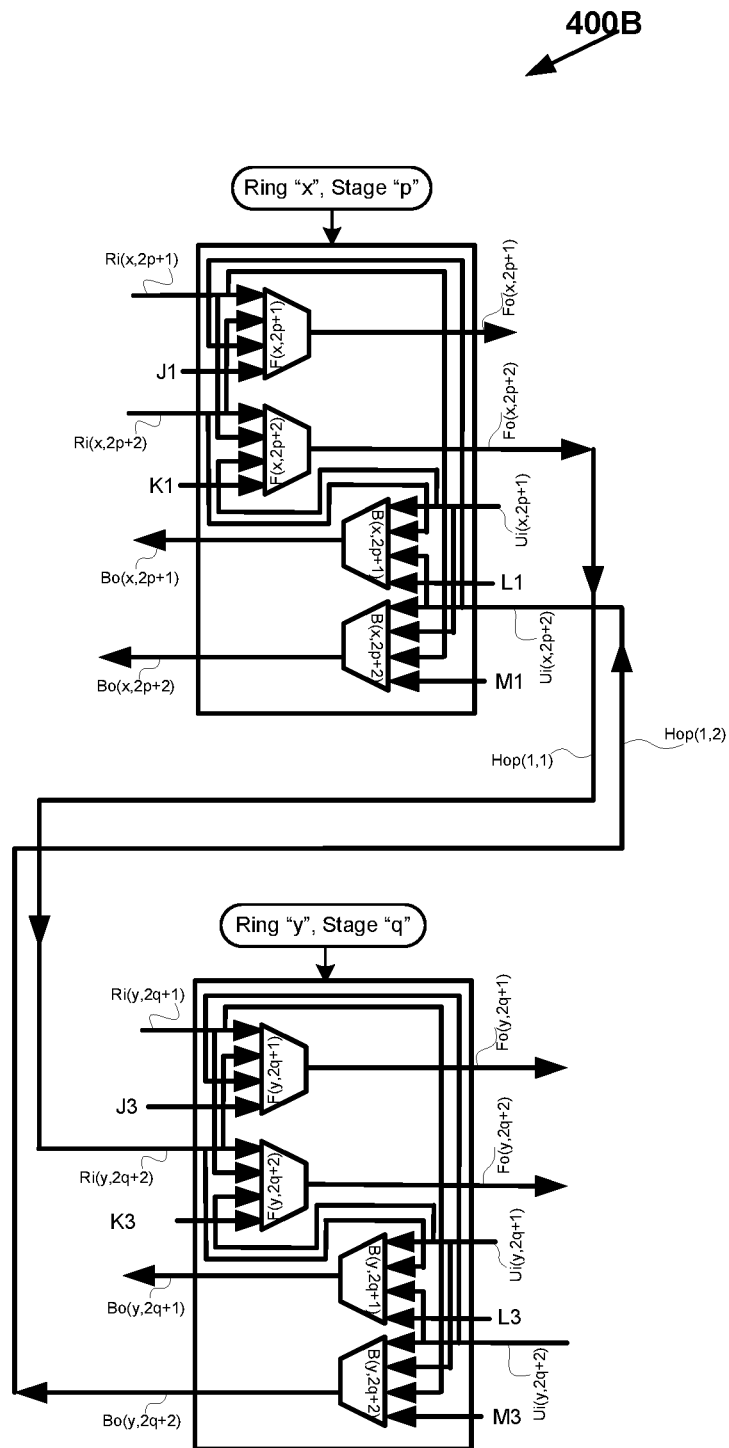 400B
Ring "x", Stage "p"
Ri(x,2p+1)
Fo(x,2p+1)
F(x,2p+1)
J1
Ri(x,2p+2)
Fo(x,2p+2)
F(x,2p+2)
K1
B(x,2p+1)
Ui(x,2p+1)
Bo(x,2p+1)
L1
B(x,2p+2)
Ui(x,2p+2)
Bo(x,2p+2)
M1
Hop(1,1)
Hop(1,2)
Ring "y", Stage "q"
Ri(y,2q+1)
Fo(y,2q+1)
F(y,2q+1)
J3
Ri(y,2q+2)
Fo(y,2q+2)
F(y,2q+2)
K3
B(y,2q+1)
Ui(y,2q+1)
Bo(y,2q+1)
L3
B(y,2q+2)
Ui(y,2q+2)
Bo(y,2q+2)
M3